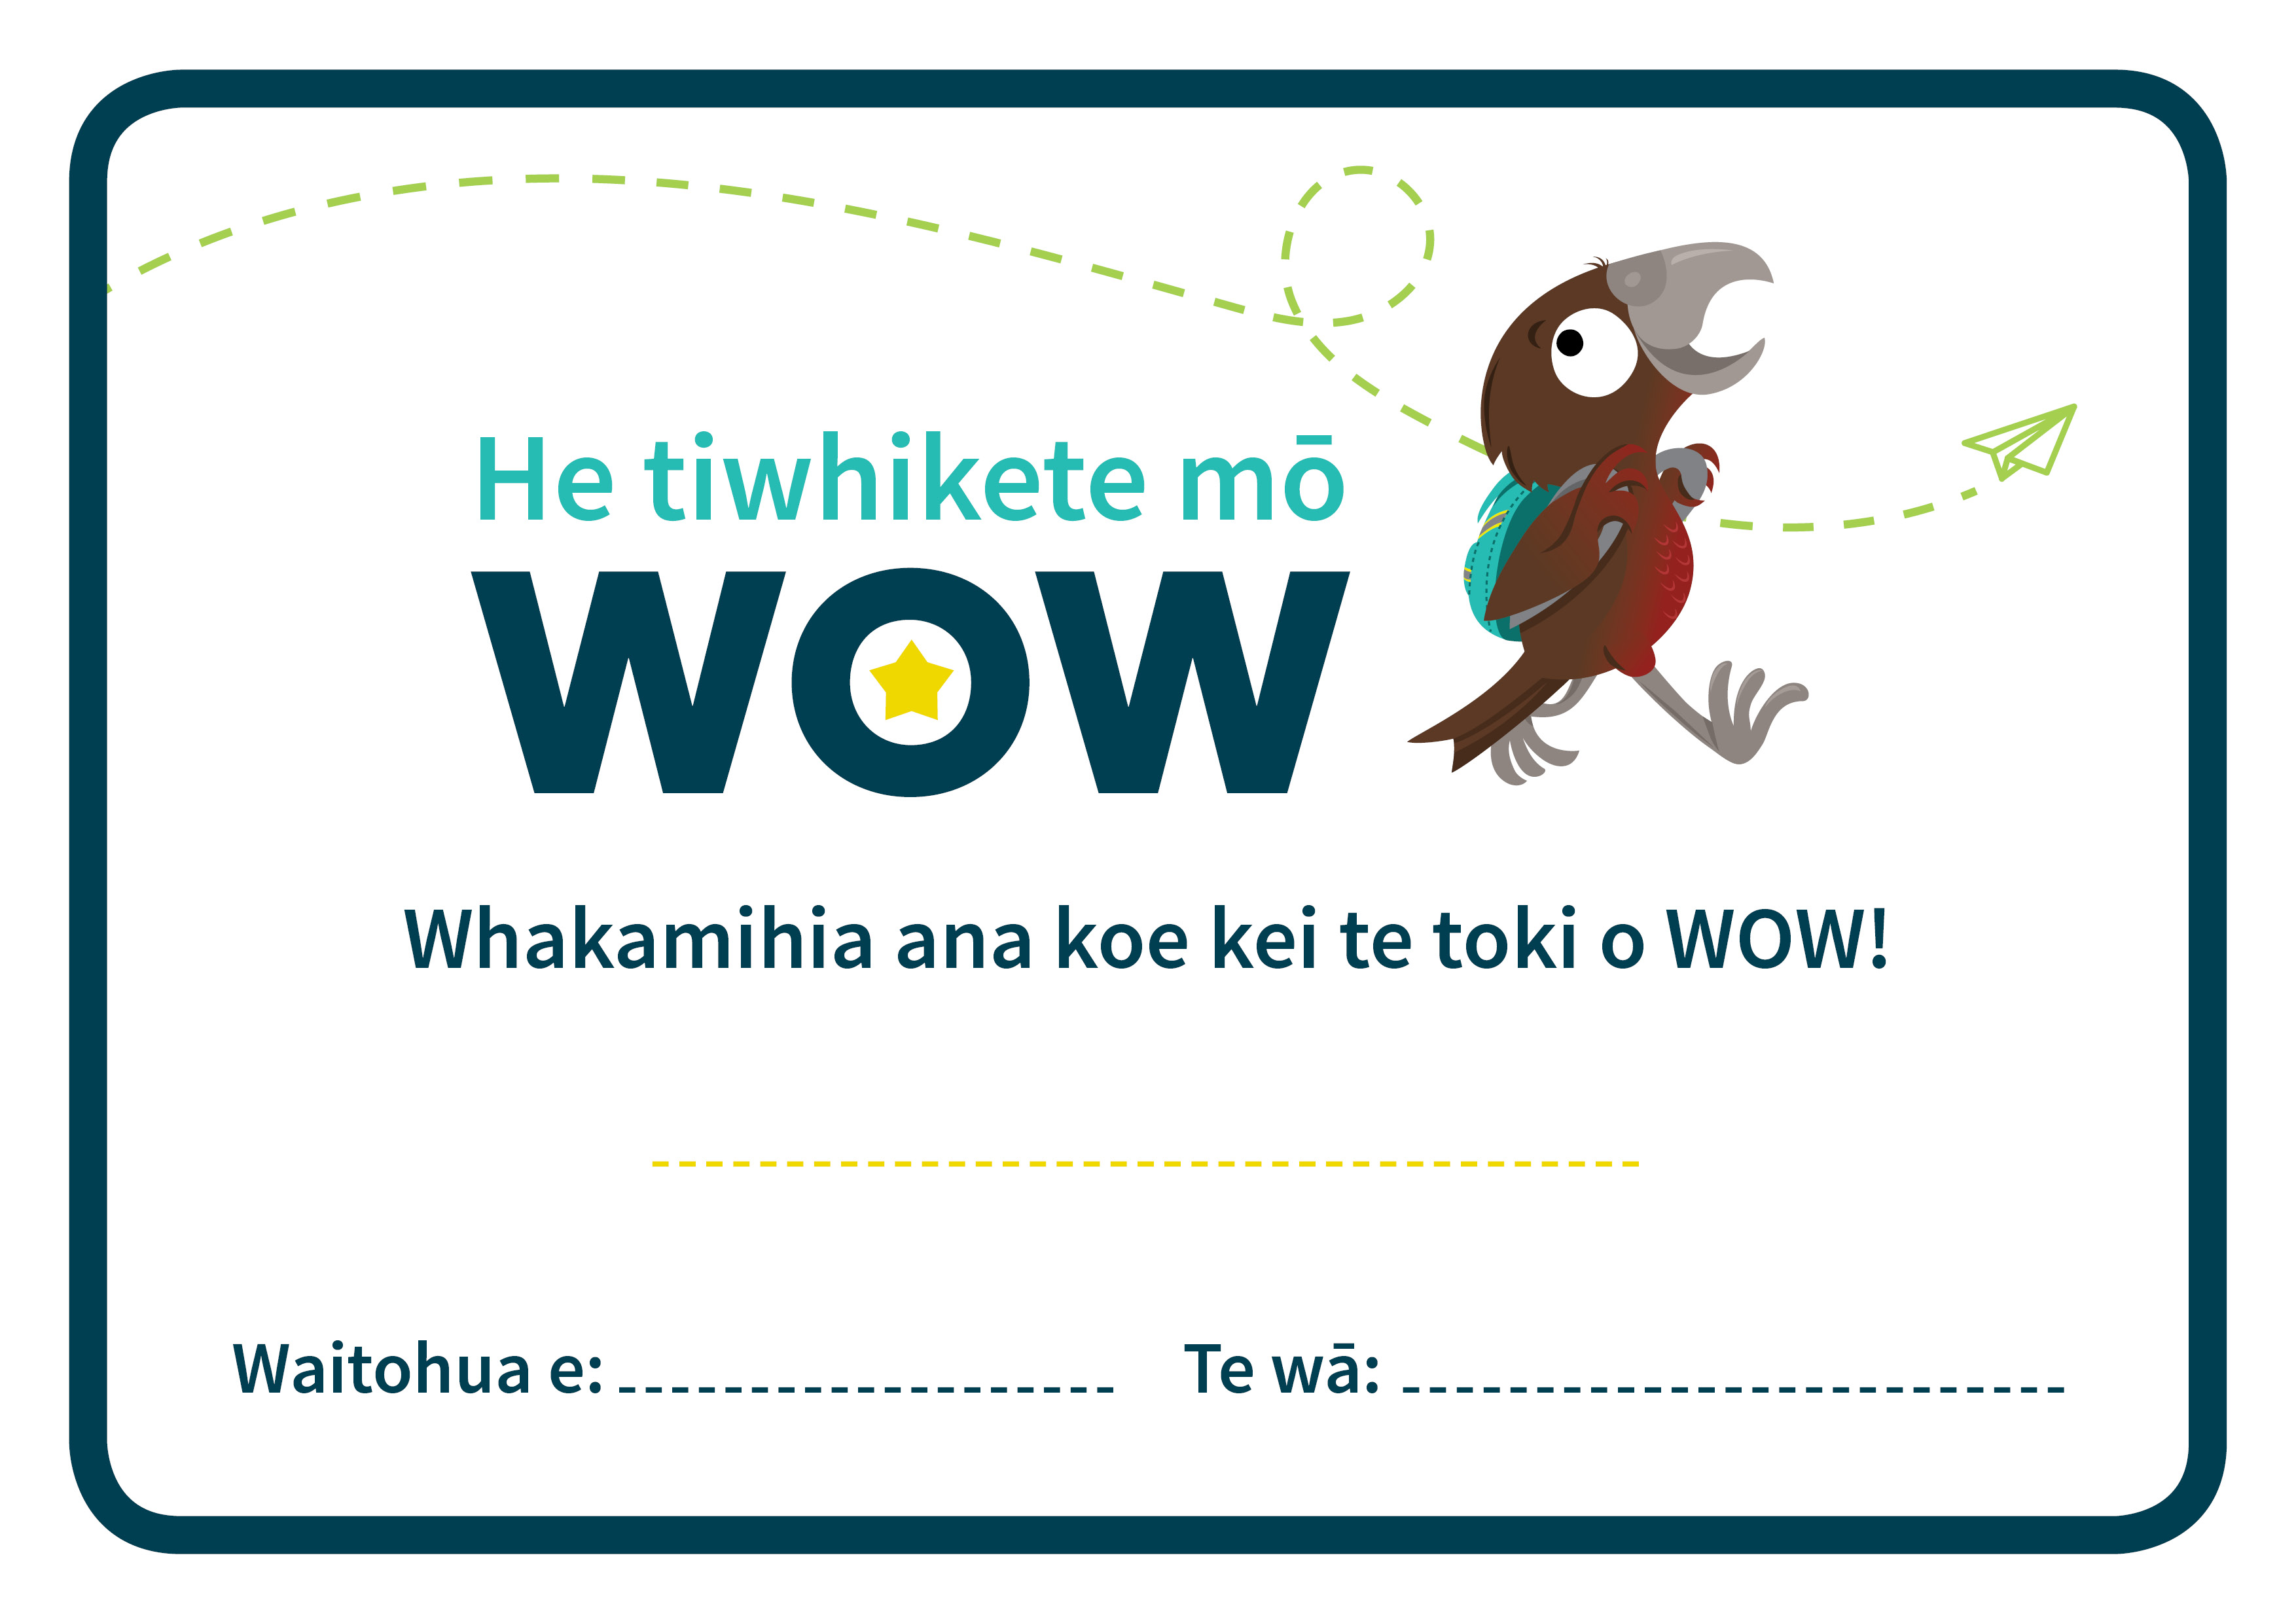 He tiwhikete mō
WOW
Whakamihia ana koe kei te toki o WOW!
Waitohua e: Te wā: